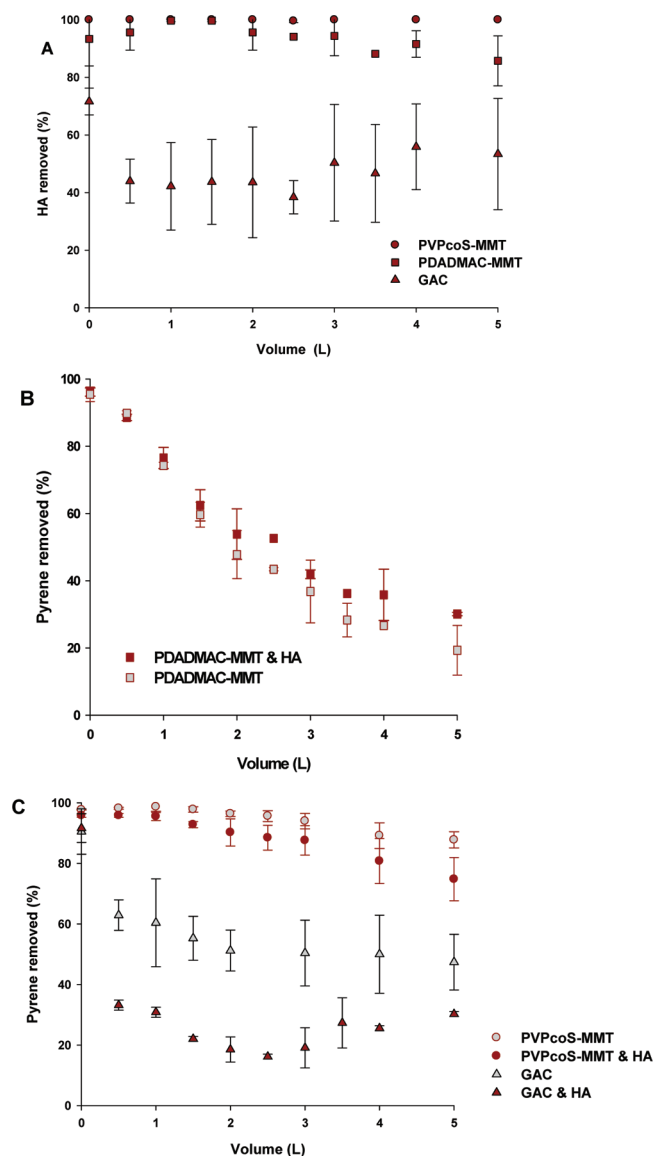 A
100
80
60
40
20
0
HA removed (%)
PVPcoS-MMT
PDADMAC-MMT
GAC
0 1 2 3 4 5
Volume (L)
B
100
80
60
40
20
0
Pyrene removed (%)
PDADMAC-MMT & HA
PDADMAC-MMT
0 1 2 3 4 5
Volume (L)
C
100
80
60
40
20
0
Pyrene removed (%)
0 1 2 3 4 5
Volume (L)
PVPcoS-MMT
PVPcoS-MMT & HA
GAC
GAC & HA